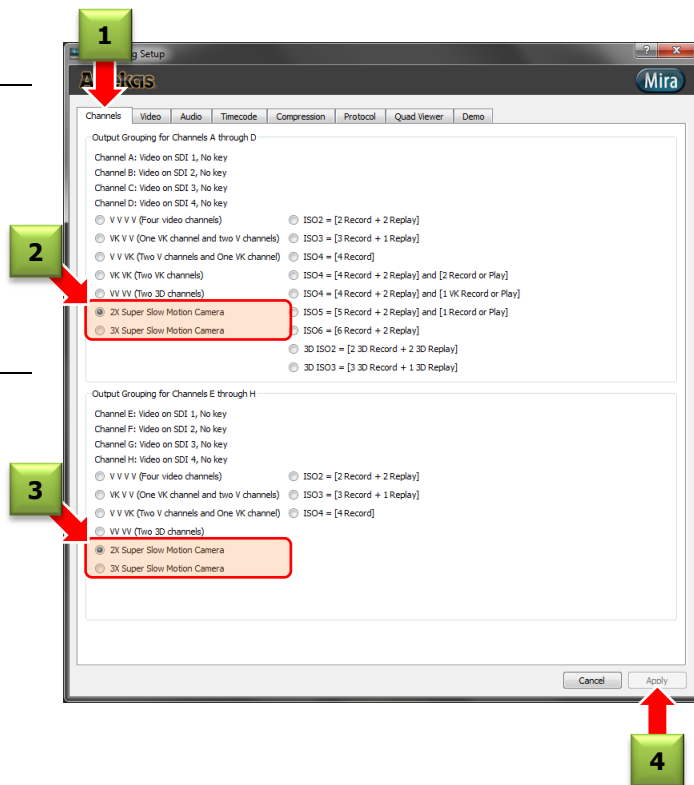 1
g Setup
Mira
Channels Video Audio Timecode Compression Protocol Quad Viewer Demo
Output Grouping for Channels A through D
Channel A: Video on SDI 1, No key
Channel B: Video on SDI 2, No key
Channel C: Video on SDI 3, No key
Channel D: Video on SDI 4, No key
V V V V (Four video channels) ISO2 = [2 Record + 2 Replay]
VK V V (One VK channel and two V channels) ISO3 = [3 Record + 1 Replay]
2
V V VK (Two V channels and One VK channel) ISO4 = [4 Record]
VK VK (Two VK channels) ISO4 = [4 Record + 2 Replay] and [2 Record or Play]
VV VV (Two 3D channels) ISO4 = [4 Record + 2 Replay] and [1 VK Record or Play]
2X Super Slow Motion Camera ISO5 = [5 Record + 2 Replay] and [1 Record or Play]
3X Super Slow Motion Camera ISO6 = [6 Record + 2 Replay]
3D ISO2 = [2 3D Record + 2 3D Replay]
3D ISO3 = [3 3D Record + 1 3D Replay]
Output Grouping for Channels E through H
Channel E: Video on SDI 1, No key
Channel F: Video on SDI 2, No key
Channel G: Video on SDI 3, No key
Channel H: Video on SDI 4, No key
V V V V (Four video channels) ISO2 = [2 Record + 2 Replay]
3
VK V V (One VK channel and two V channels) ISO3 = [3 Record + 1 Replay]
V V VK (Two V channels and One VK channel) ISO4 = [4 Record]
VV VV (Two 3D channels)
2X Super Slow Motion Camera
3X Super Slow Motion Camera
Cancel Apply
4